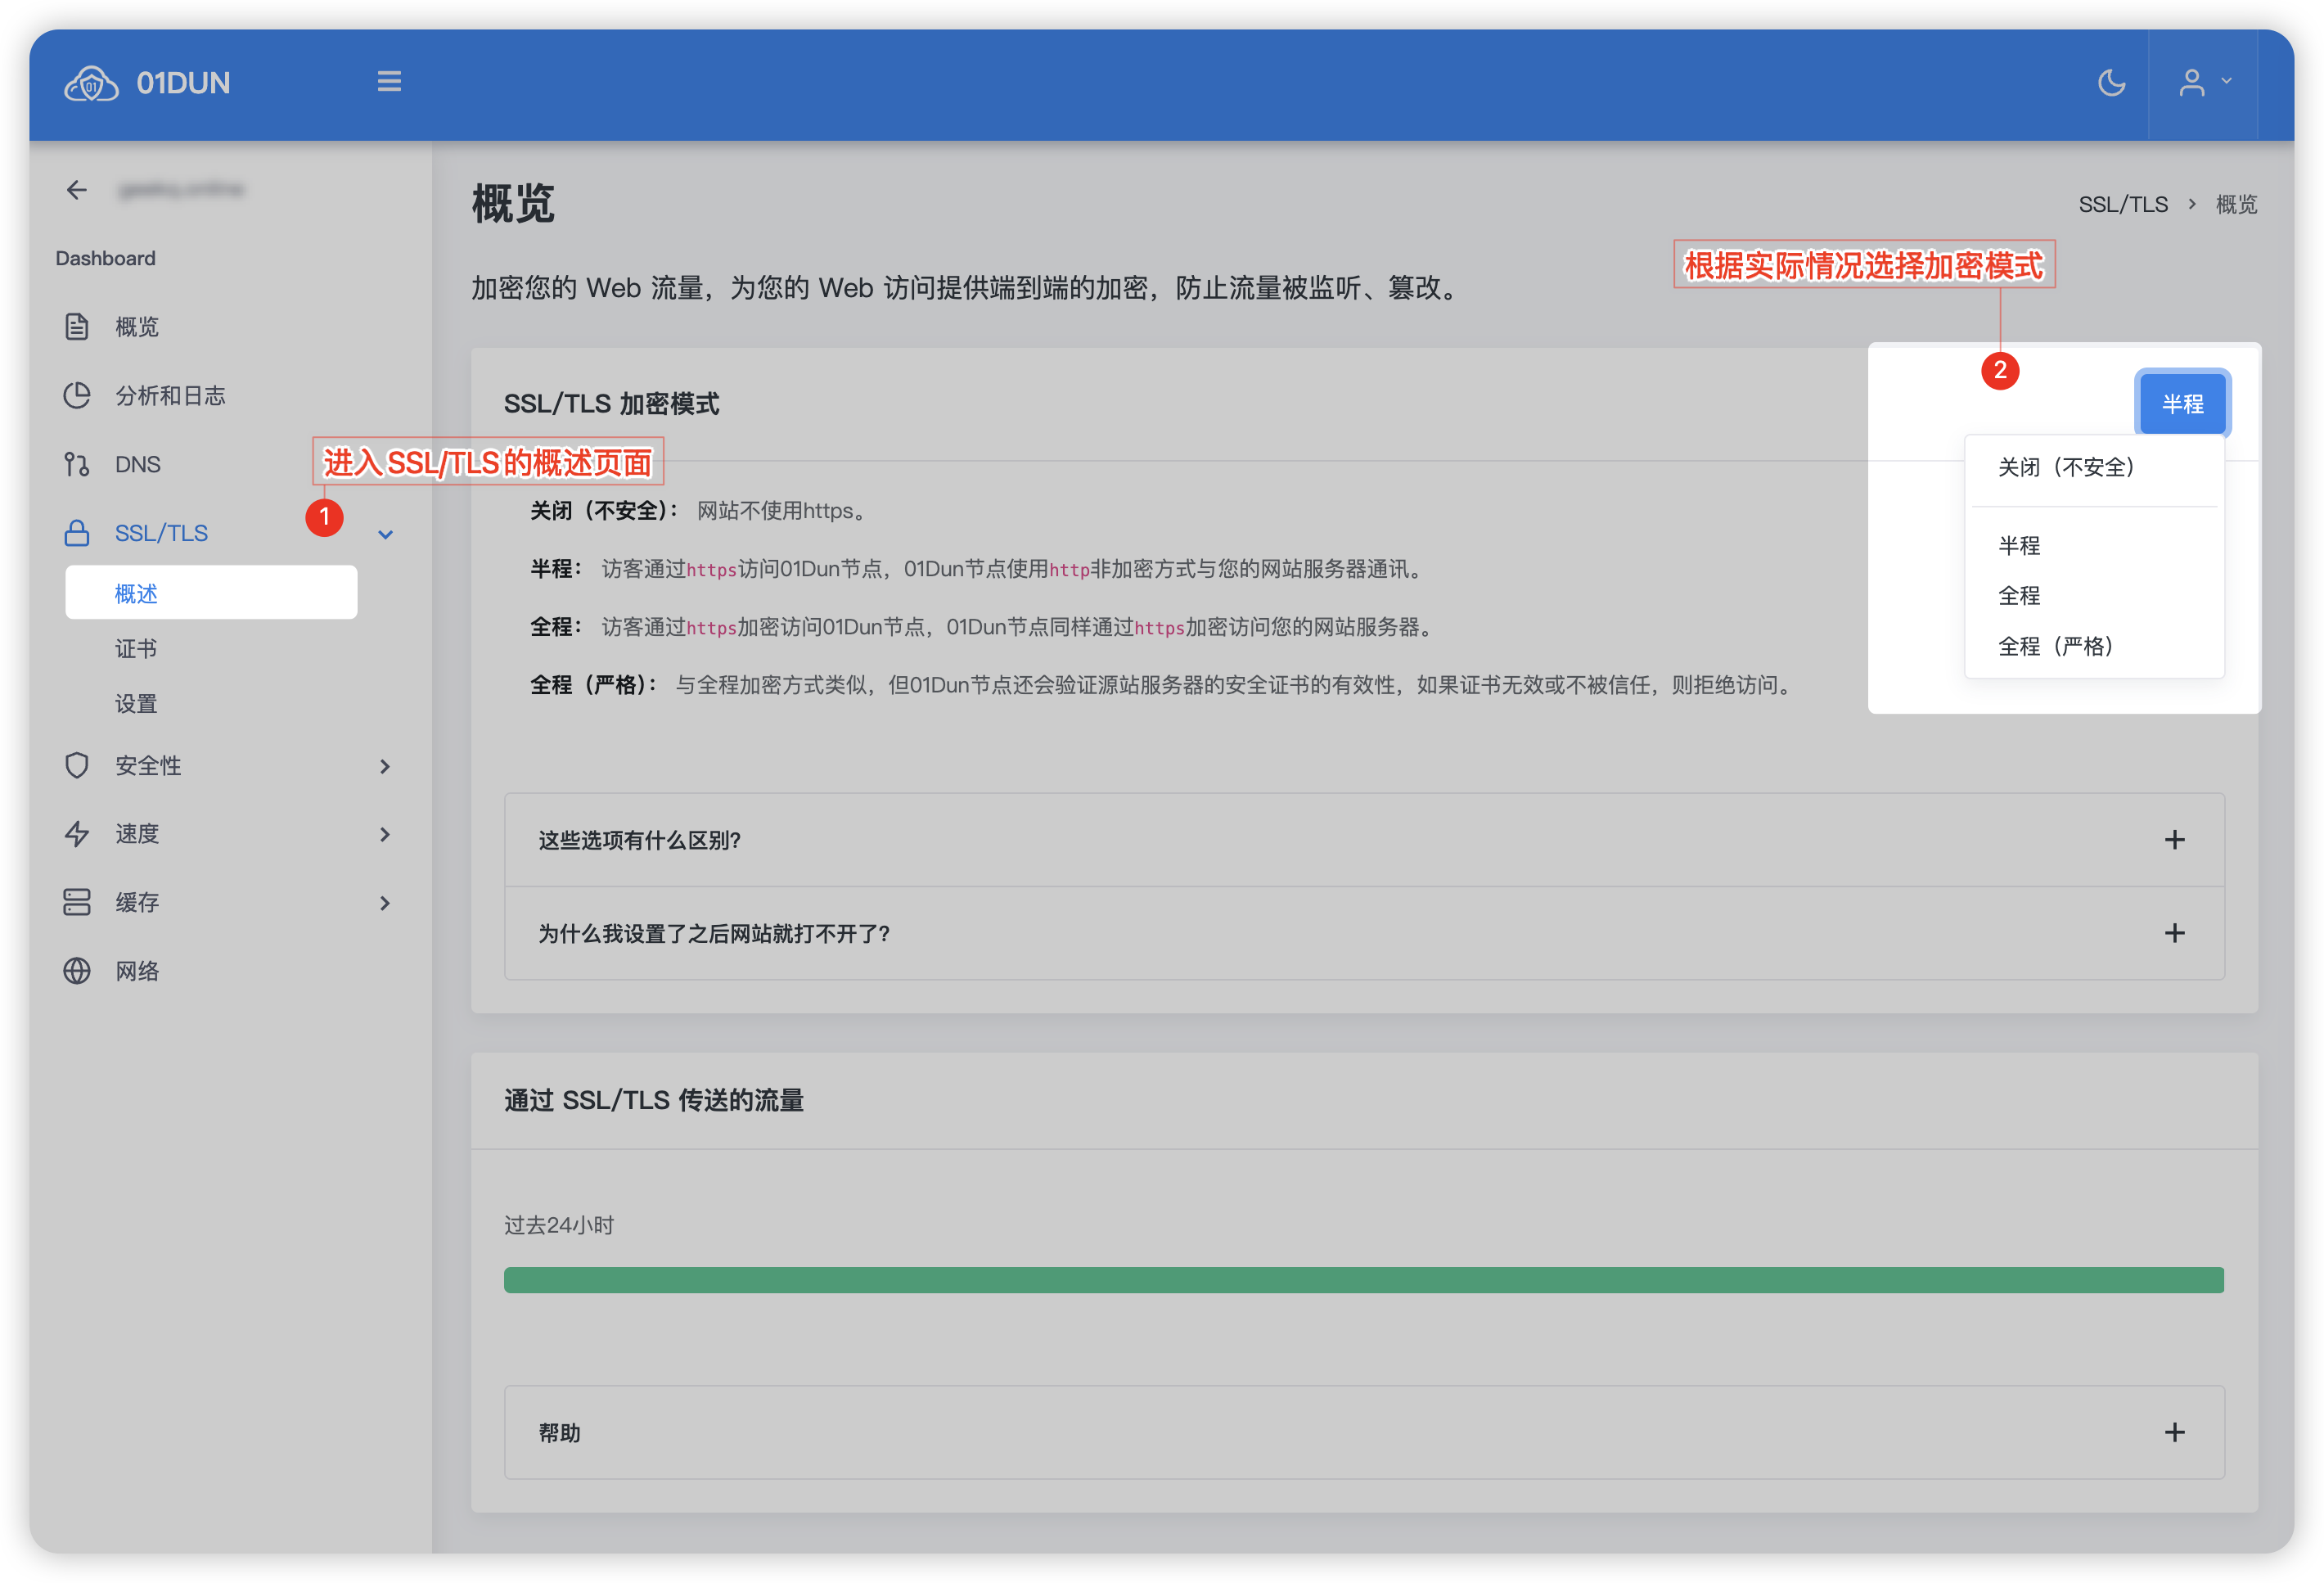 01DUN
Dashboard
概览
分析和日志
DNS
SSL/TLS
概述
证书
设置
安全性
速度
缓存
网络
进入 SSL/TLS 的概述页面
1
概览
SSL/TLS > 概览
加密您的 Web 流量，为您的 Web 访问提供端到端的加密，防止流量被监听、篡改。
根据实际情况选择加密模式
2
SSL/TLS 加密模式
半程
关闭（不安全）
半程
全程
全程（严格）
关闭（不安全）： 网站不使用https。
半程： 访客通过https访问01Dun节点，01Dun节点使用http非加密方式与您的网站服务器通讯。
全程： 访客通过https加密访问01Dun节点，01Dun节点同样通过https加密访问您的网站服务器。
全程（严格）： 与全程加密方式类似，但01Dun节点还会验证源站服务器的安全证书的有效性，如果证书无效或不被信任，则拒绝访问。
这些选项有什么区别?
为什么我设置了之后网站就打不开了?
通过 SSL/TLS 传送的流量
过去24小时
帮助